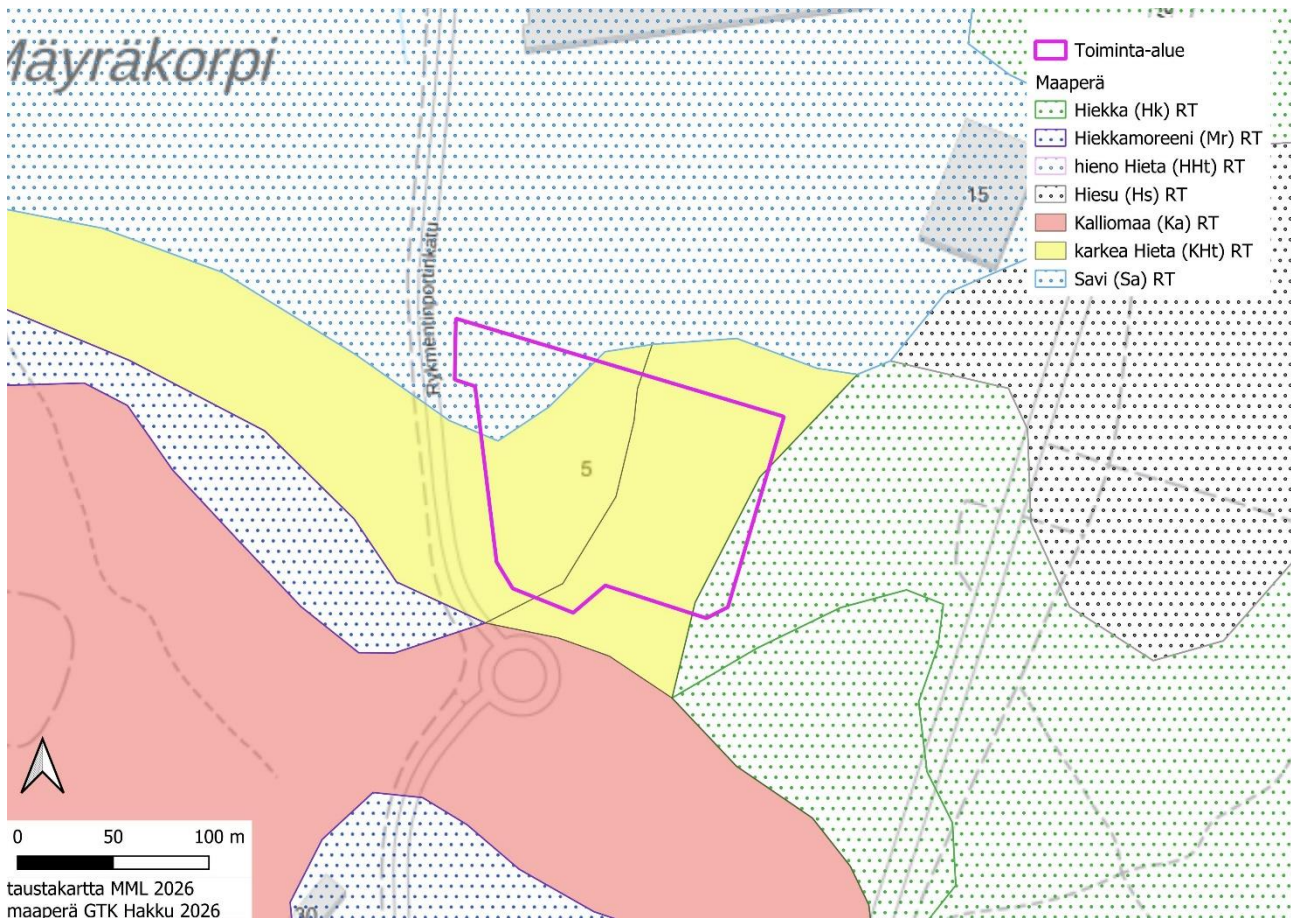 Mäyräkorpi
Toiminta-alue
Maaperä
Hiekka (Hk) RT
Hiekkamoreeni (Mr) RT
hieno Hieta (HHt) RT
Hiesu (Hs) RT
Kalliomaa (Ka) RT
karkea Hieta (KHt) RT
Savi (Sa) RT
15
Rykmentinportinkatu
5
0 50 100 m
taustakartta MML 2026
maaperä GTK Hakku 2026
30